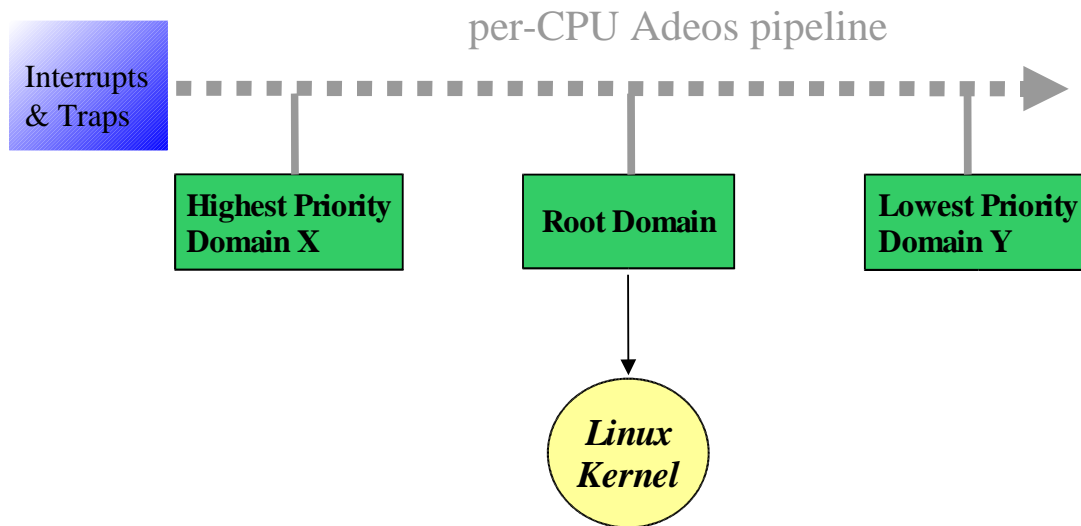 per-CPU Adeos pipeline
Interrupts
& Traps
Highest Priority
Domain X
Root Domain
Lowest Priority
Domain Y
Linux
Kernel